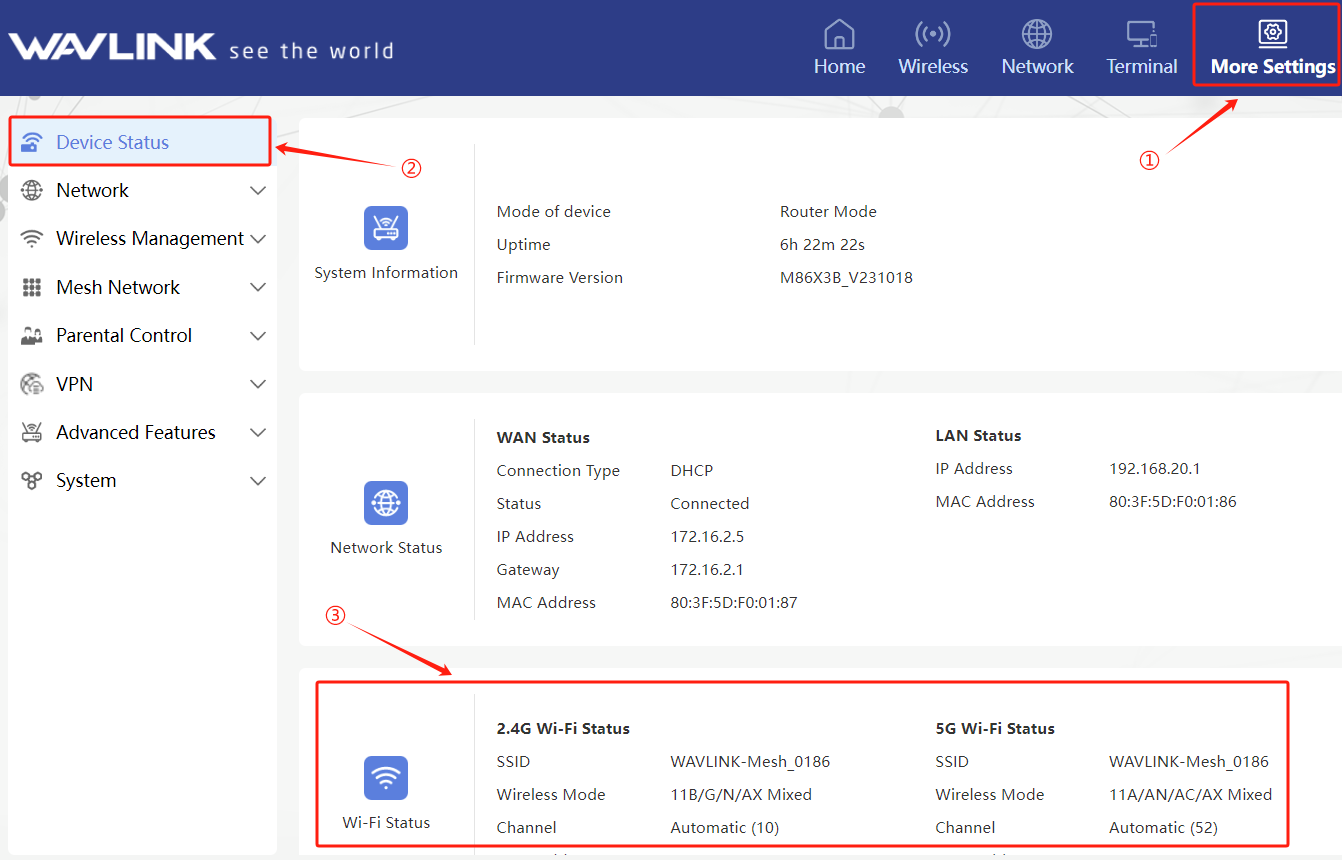 WAVLINK see the world
Home
Wireless
Network
Terminal
More Settings
①
Device Status
②
Network
Wireless Management
Mesh Network
Parental Control
VPN
Advanced Features
System
System Information
Mode of device Router Mode
Uptime 6h 22m 22s
Firmware Version M86X3B_V231018
Network Status
WAN Status
Connection Type DHCP
Status Connected
IP Address 172.16.2.5
Gateway 172.16.2.1
MAC Address 80:3F:5D:F0:01:87
LAN Status
IP Address 192.168.20.1
MAC Address 80:3F:5D:F0:01:86
③
Wi-Fi Status
2.4G Wi-Fi Status
SSID WAVLINK-Mesh_0186
Wireless Mode 11B/G/N/AX Mixed
Channel Automatic (10)
5G Wi-Fi Status
SSID WAVLINK-Mesh_0186
Wireless Mode 11A/AN/AC/AX Mixed
Channel Automatic (52)